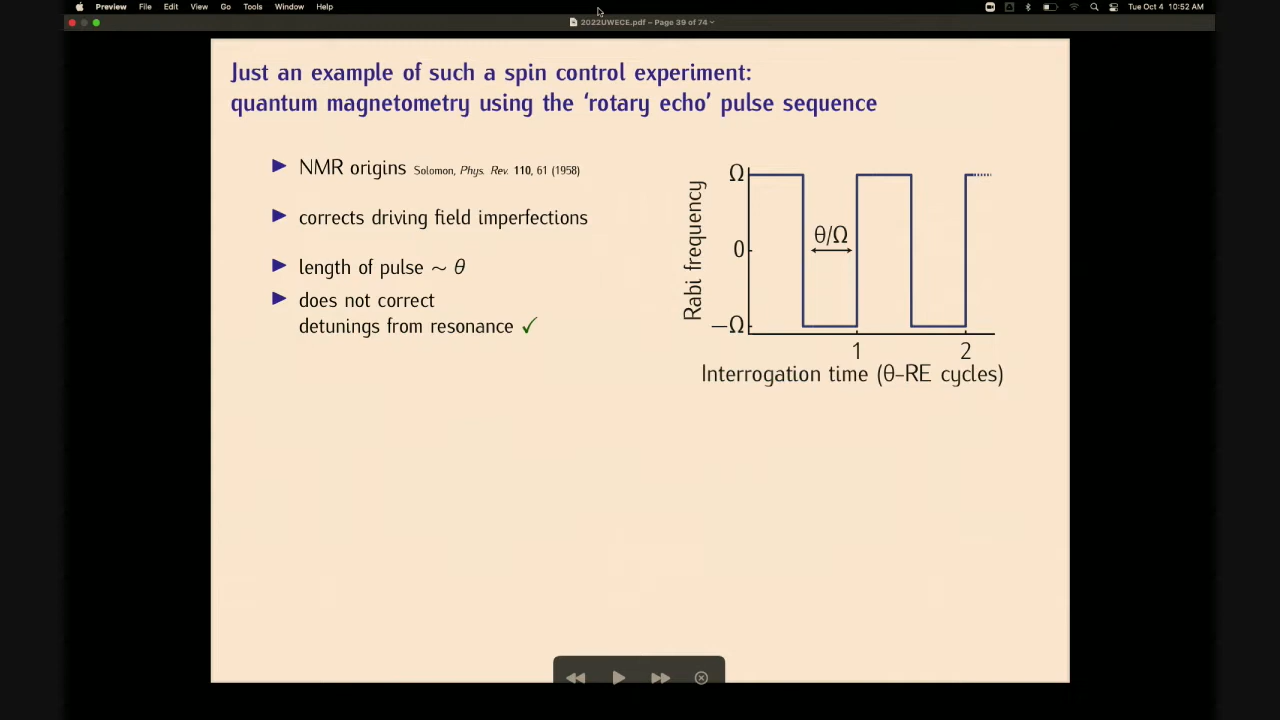 Preview File Edit View Go Tools Window Help Tue Oct 4 10:52 AM
2022UWECE.pdf – Page 39 of 74
Just an example of such a spin control experiment:
quantum magnetometry using the ‘rotary echo’ pulse sequence
NMR origins Solomon, Phys. Rev. 110, 61 (1958)
corrects driving field imperfections
length of pulse ~ θ
does not correct
detunings from resonance ✓
Rabi frequency
Ω
θ/Ω
0
—Ω
1 2
Interrogation time (θ-RE cycles)